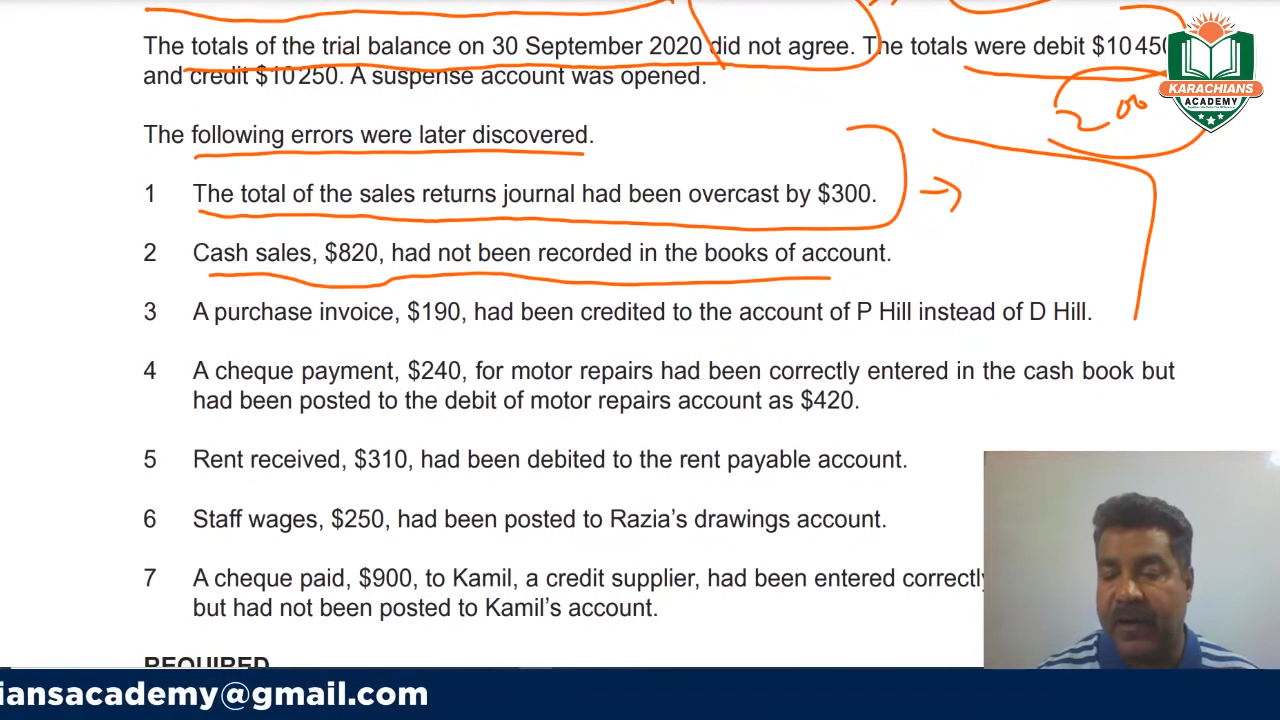 The totals of the trial balance on 30 September 2020 did not agree. The totals were debit $10450
and credit $10250. A suspense account was opened.
200
KARACHIANS
ACADEMY
The following errors were later discovered.
1 The total of the sales returns journal had been overcast by $300.
2 Cash sales, $820, had not been recorded in the books of account.
3 A purchase invoice, $190, had been credited to the account of P Hill instead of D Hill.
4 A cheque payment, $240, for motor repairs had been correctly entered in the cash book but
had been posted to the debit of motor repairs account as $420.
5 Rent received, $310, had been debited to the rent payable account.
6 Staff wages, $250, had been posted to Razia's drawings account.
7 A cheque paid, $900, to Kamil, a credit supplier, had been entered correctly
but had not been posted to Kamil's account.
REQUIRED
iansacademy@gmail.com